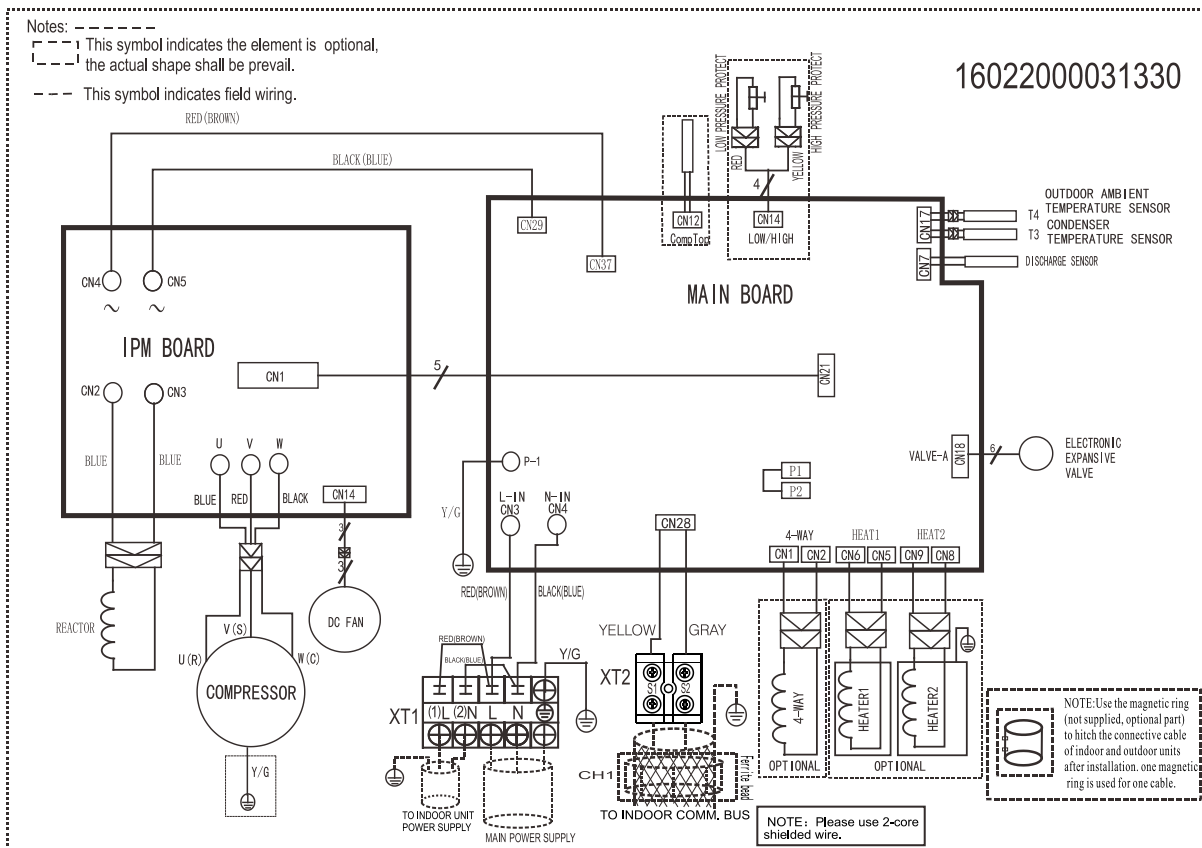 Notes:
This symbol indicates the element is optional,
the actual shape shall be prevail.
This symbol indicates field wiring.
16022000031330
RED(BROWN)
BLACK(BLUE)
LOW PRESSURE PROTECT
HIGH PRESSURE PROTECT
RED
YELLOW
4
CN12
CompTop
CN14
LOW/HIGH
CN29
CN37
CN17
T4
OUTDOOR AMBIENT
TEMPERATURE SENSOR
T3
CONDENSER
TEMPERATURE SENSOR
CN7
DISCHARGE SENSOR
MAIN BOARD
CN4
CN5
~
~
IPM BOARD
CN1
5
CN21
CN2
CN3
BLUE
BLUE
U
V
W
BLUE
RED
BLACK
CN14
3
3
REACTOR
V(S)
U(R)
W(C)
COMPRESSOR
Y/G
DC FAN
P-1
Y/G
L-IN
CN3
N-IN
CN4
RED(BROWN)
BLACK(BLUE)
P1
P2
CN28
VALVE-A
CN18
6
ELECTRONIC
EXPANSIVE
VALVE
4-WAY
HEAT1
HEAT2
CN1
CN2
CN6
CN5
CN9
CN8
YELLOW
GRAY
XT2
S1
S2
RED(BROWN)
BLACK(BLUE)
Y/G
XT1
(1)L
(2)N
L
N
TO INDOOR UNIT
POWER SUPPLY
MAIN POWER SUPPLY
CH1
Ferrite bead
TO INDOOR COMM. BUS
4-WAY
OPTIONAL
HEATER1
HEATER2
OPTIONAL
NOTE: Please use 2-core
shielded wire.
NOTE:Use the magnetic ring
(not supplied, optional part)
to hitch the connective cable
of indoor and outdoor units
after installation. one magnetic
ring is used for one cable.